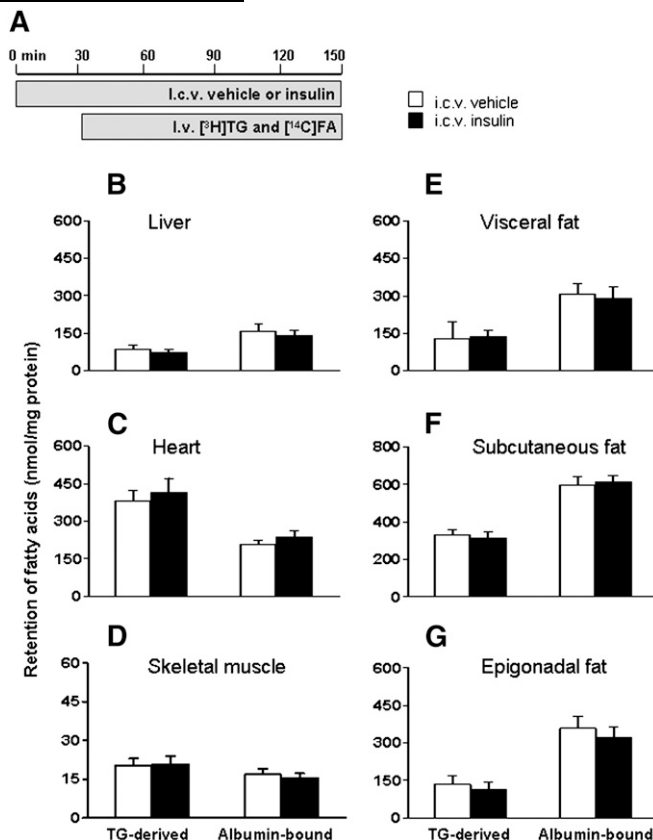 A
0 min 30 60 90 120 150
I.c.v. vehicle or insulin
I.v. [³H]TG and [¹⁴C]FA
i.c.v. vehicle
i.c.v. insulin
Retention of fatty acids (nmol/mg protein)
B
Liver
600
450
300
150
0
C
Heart
600
450
300
150
0
D
Skeletal muscle
60
45
30
15
0
TG-derived Albumin-bound
E
Visceral fat
600
450
300
150
0
F
Subcutaneous fat
800
600
400
200
0
G
Epigonadal fat
600
450
300
150
0
TG-derived Albumin-bound